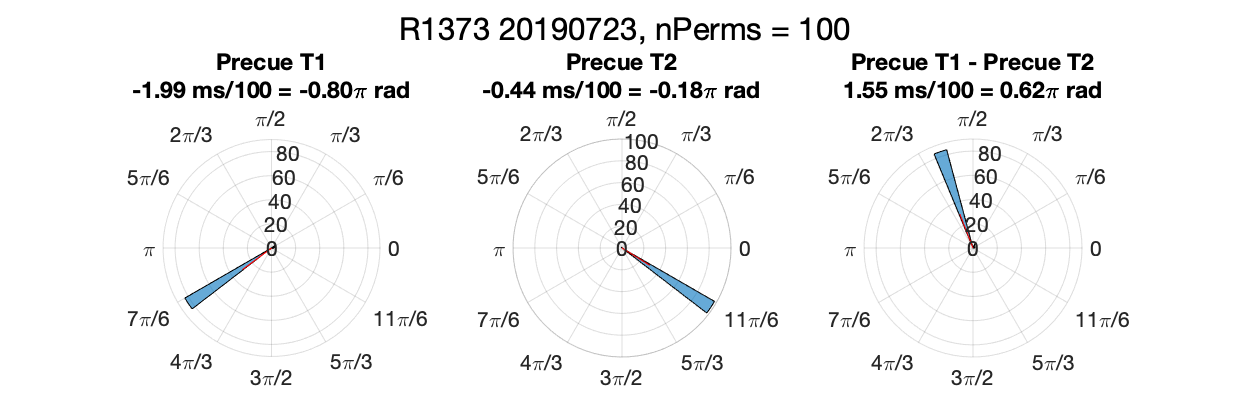 R1373 20190723, nPerms = 100
Precue T1
-1.99 ms/100 = -0.80π rad
π/2
2π/3 π/3
5π/6 π/6
π 0
7π/6 11π/6
4π/3 5π/3
3π/2
80
60
40
20
0
Precue T2
-0.44 ms/100 = -0.18π rad
π/2
2π/3 π/3
5π/6 π/6
π 0
7π/6 11π/6
4π/3 5π/3
3π/2
100
80
60
40
20
0
Precue T1 - Precue T2
1.55 ms/100 = 0.62π rad
π/2
2π/3 π/3
5π/6 π/6
π 0
7π/6 11π/6
4π/3 5π/3
3π/2
80
60
40
20
0